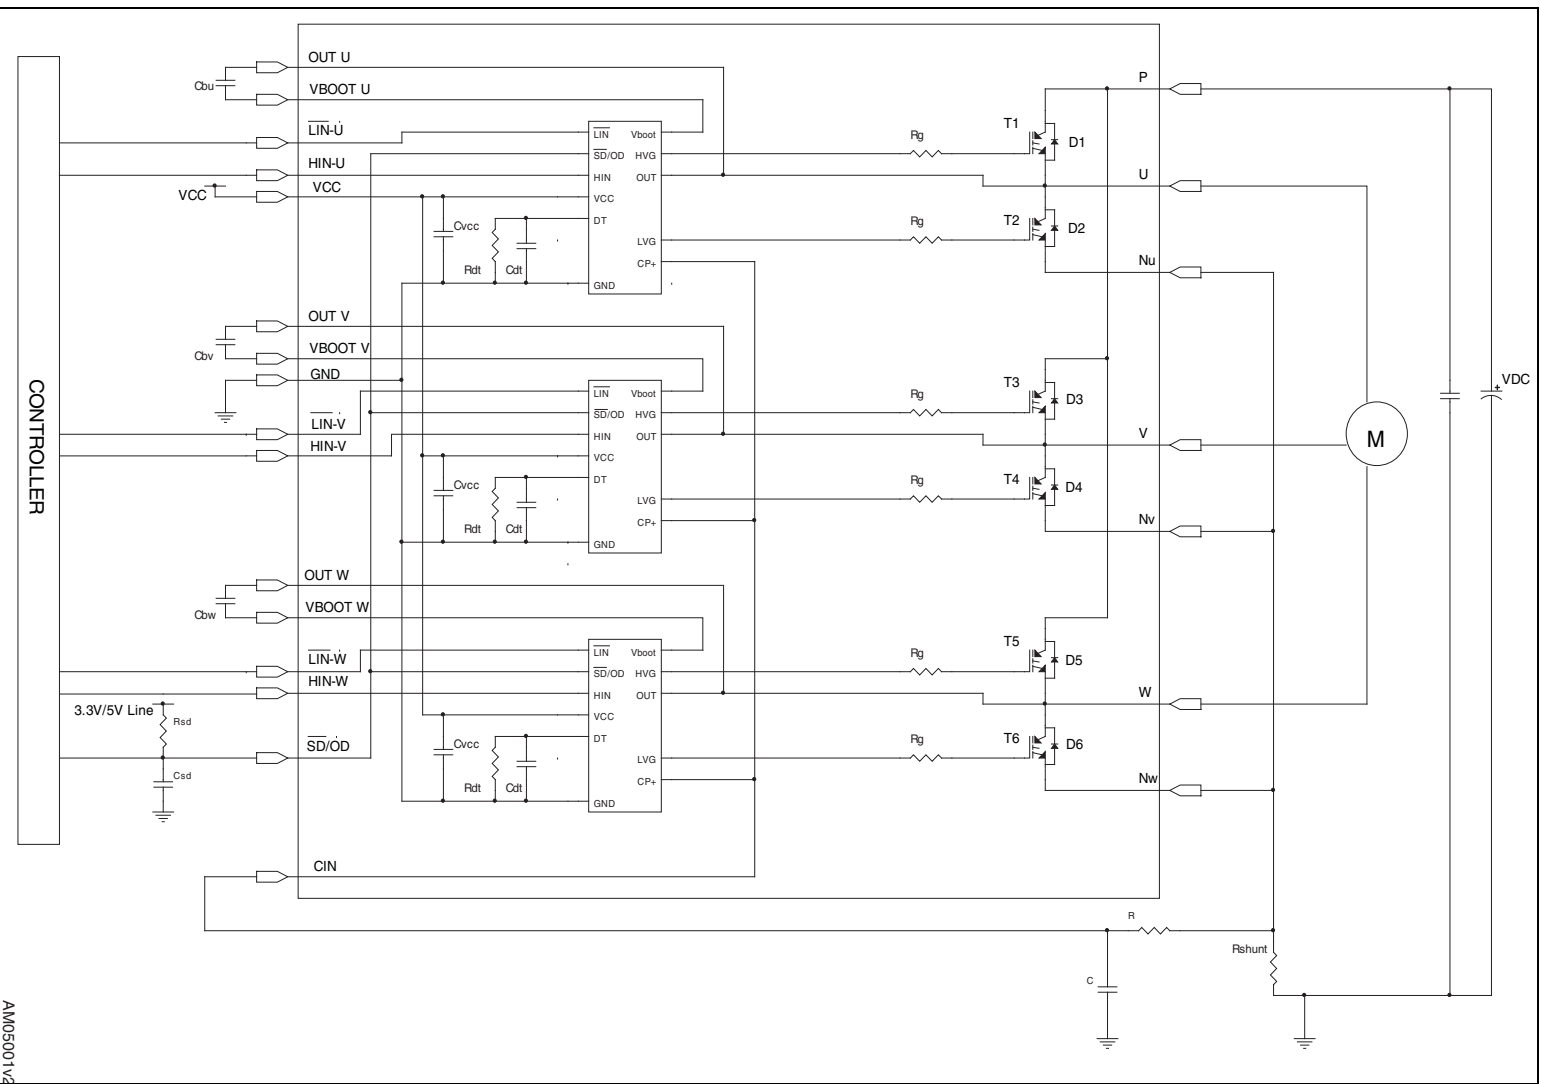 OUT U
Cbu
VBOOT U
P
LIN-U
LIN
Vboot
T1
D1
Rg
SD/OD
HVG
HIN-U
HIN
OUT
U
VCC
VCC
VCC
Cvcc
DT
Rg
T2
D2
LVG
Rdt
Cdt
CP+
Nu
GND
OUT V
Cbv
VBOOT V
GND
LIN
Vboot
T3
D3
Rg
VDC
SD/OD
HVG
LIN-V
HIN
OUT
V
M
HIN-V
VCC
CONTROLLER
Cvcc
DT
Rg
T4
D4
LVG
Rdt
Cdt
CP+
Nv
GND
OUT W
Cbw
VBOOT W
LIN-W
LIN
Vboot
T5
D5
Rg
SD/OD
HVG
HIN-W
HIN
OUT
W
3.3V/5V Line
Rsd
VCC
SD/OD
Cvcc
DT
Rg
T6
D6
LVG
Csd
Rdt
Cdt
CP+
Nw
GND
CIN
R
Rshunt
C
AM05001v2